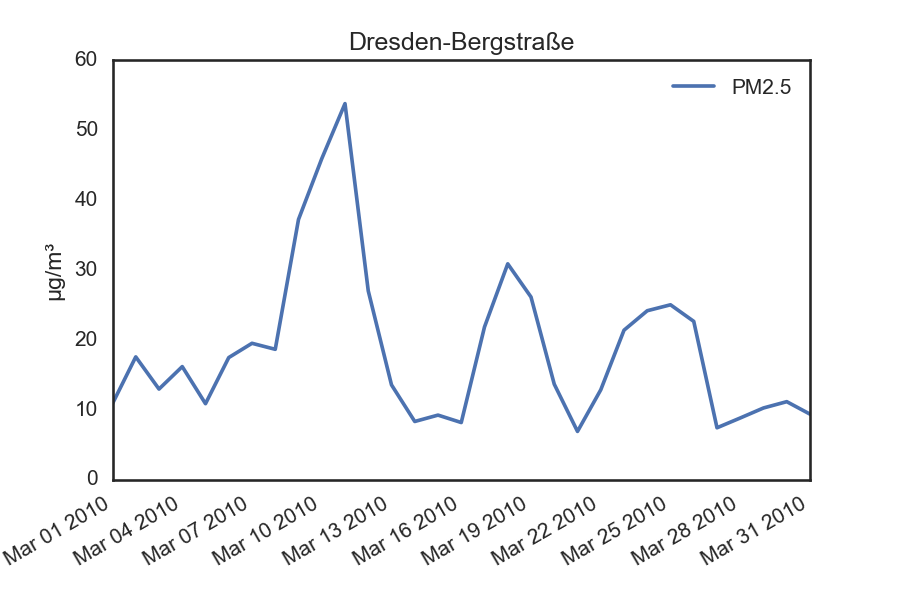 Dresden-Bergstraße
60
50
40
30
20
10
0
µg/m³
PM2.5
Mar 01 2010
Mar 04 2010
Mar 07 2010
Mar 10 2010
Mar 13 2010
Mar 16 2010
Mar 19 2010
Mar 22 2010
Mar 25 2010
Mar 28 2010
Mar 31 2010